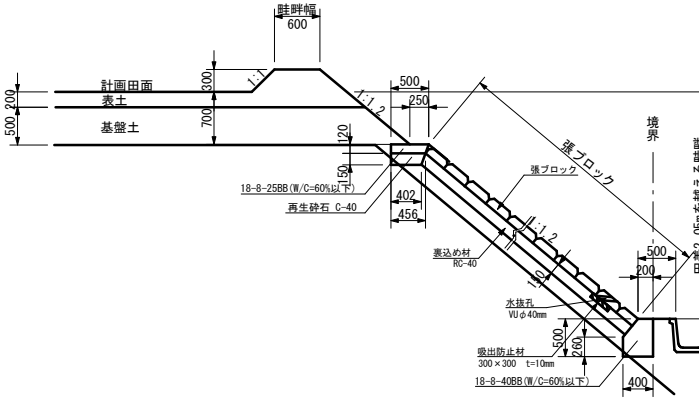 畦畔幅
600
1:1
300
200
計画田面
表土
500
基盤土
700
1:1.2
500
250
120
150
18-8-25BB(W/C=60%以下)
再生砕石 C-40
402
456
張ブロック
張ブロック
1:1.2
境界
裏込め材
RC-40
150
水抜孔
VUφ40mm
500
200
500
260
吸出防止材
300×300 t=10mm
18-8-40BB(W/C=60%以下)
400